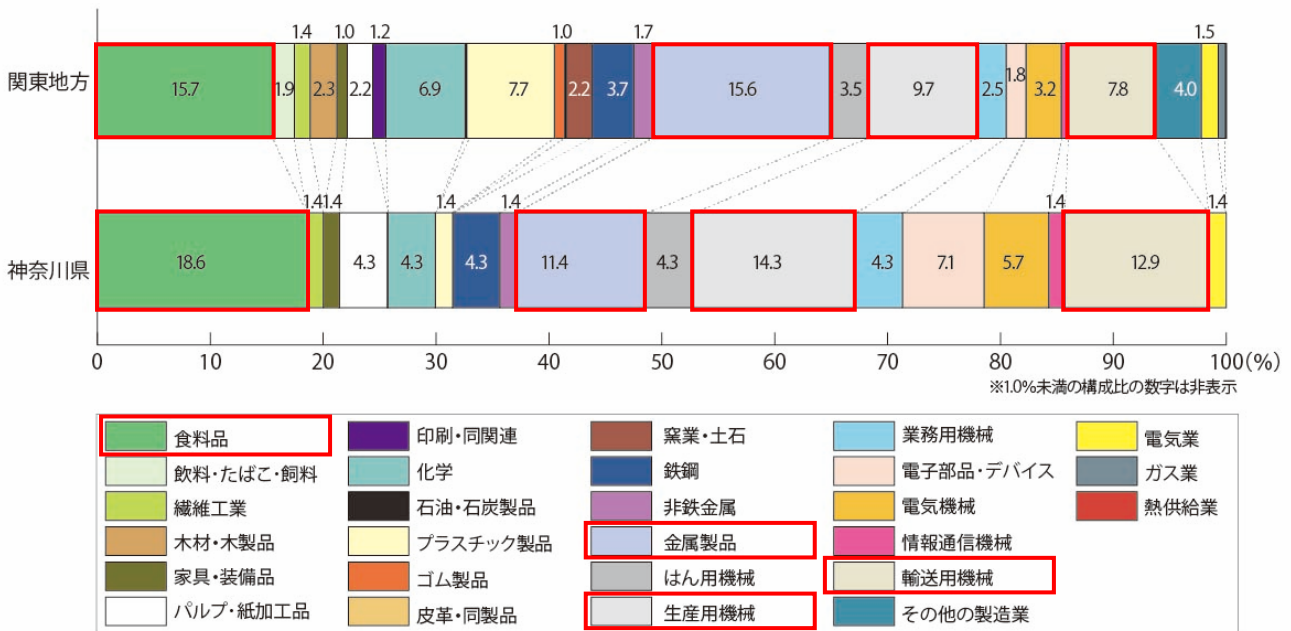 1.4 1.0 1.2 1.0 1.7 1.5
関東地方 15.7 1.9 2.3 2.2 6.9 7.7 2.2 3.7 15.6 3.5 9.7 2.5 1.8 3.2 7.8 4.0
1.4 1.4 1.4 1.4 1.4 1.4
神奈川県 18.6 4.3 4.3 4.3 11.4 4.3 14.3 4.3 7.1 5.7 12.9
0 10 20 30 40 50 60 70 80 90 100(%)
※1.0%未満の構成比の数字は非表示
食料品
飲料・たばこ・飼料
繊維工業
木材・木製品
家具・装備品
パルプ・紙加工品
印刷・同関連
化学
石油・石炭製品
プラスチック製品
ゴム製品
皮革・同製品
窯業・土石
鉄鋼
非鉄金属
金属製品
はん用機械
生産用機械
業務用機械
電子部品・デバイス
電気機械
情報通信機械
輸送用機械
その他の製造業
電気業
ガス業
熱供給業